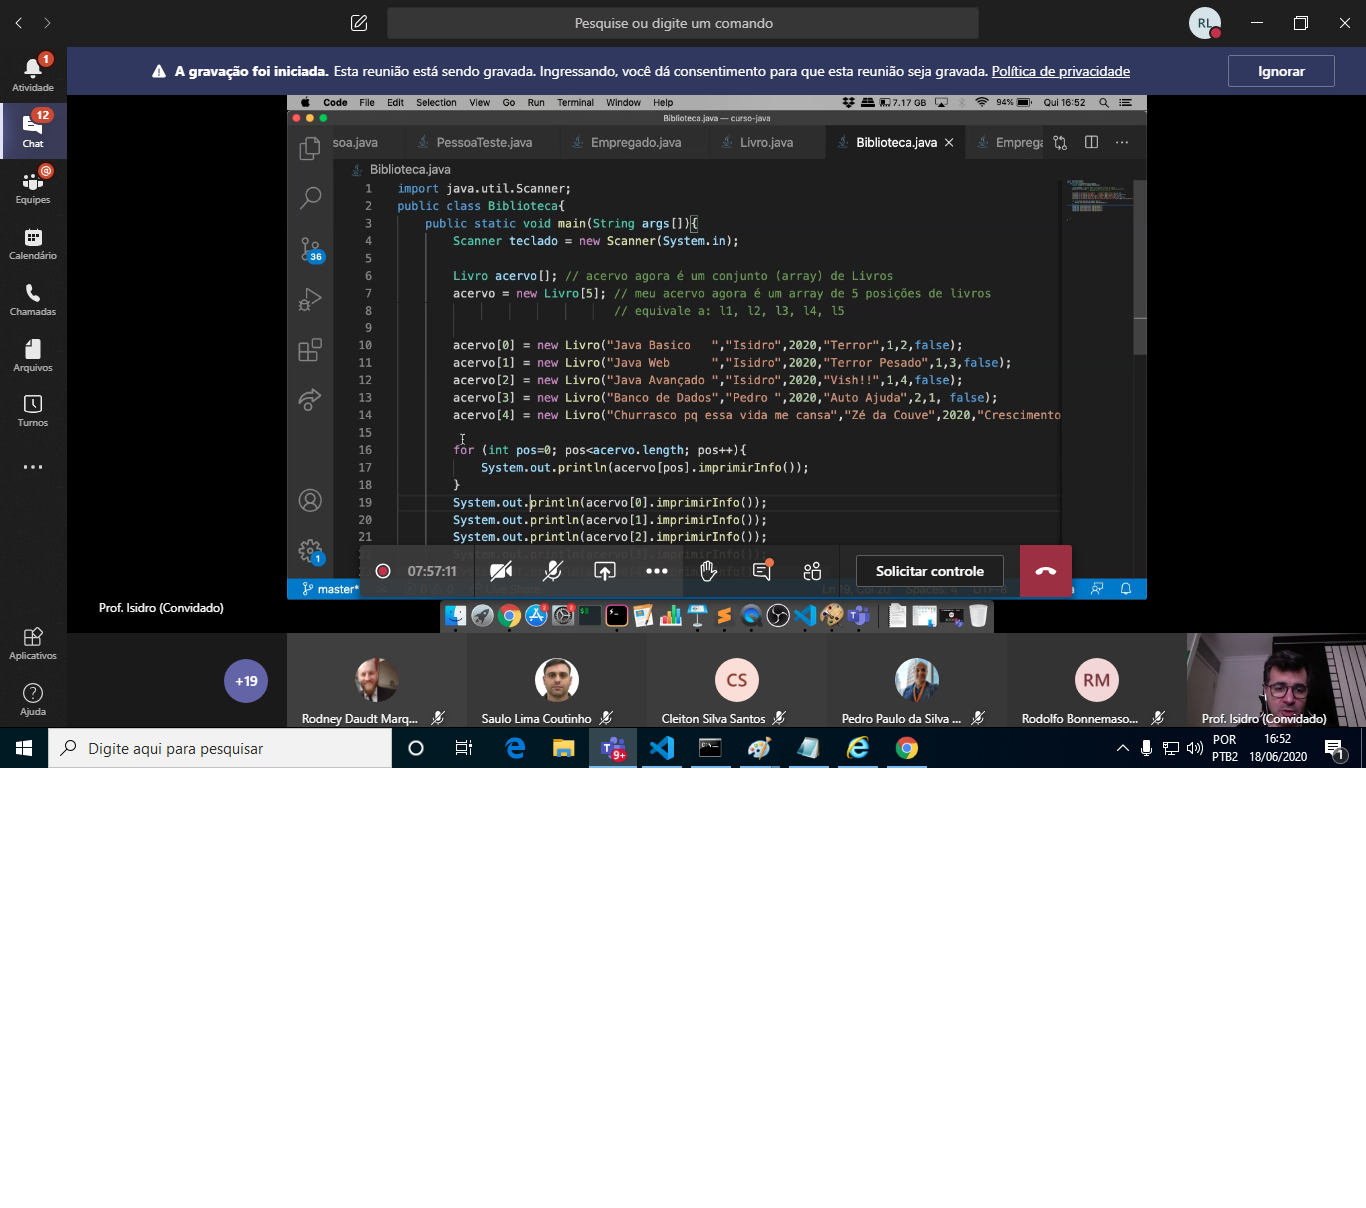 Pesquise ou digite um comando
RL
A gravação foi iniciada. Esta reunião está sendo gravada. Ingressando, você dá consentimento para que esta reunião seja gravada. Política de privacidade
Ignorar
1
Atividade
12
Chat
@
Equipes
Calendário
Chamadas
Arquivos
Turnos
Aplicativos
Ajuda
Code File Edit Selection View Go Run Terminal Window Help
7.17 GB 94% Qui 16:52
Biblioteca.java — curso-java
soa.java PessoaTeste.java Empregado.java Livro.java Biblioteca.java Emprega
Biblioteca.java
36
1
1 import java.util.Scanner;
2 public class Biblioteca{
3 public static void main(String args[]){
4 Scanner teclado = new Scanner(System.in);
5
6 Livro acervo[]; // acervo agora é um conjunto (array) de Livros
7 acervo = new Livro[5]; // meu acervo agora é um array de 5 posições de livros
8 // equivale a: l1, l2, l3, l4, l5
9
10 acervo[0] = new Livro("Java Basico   ","Isidro",2020,"Terror",1,2,false);
11 acervo[1] = new Livro("Java Web      ","Isidro",2020,"Terror Pesado",1,3,false);
12 acervo[2] = new Livro("Java Avançado ","Isidro",2020,"Vish!!",1,4,false);
13 acervo[3] = new Livro("Banco de Dados","Pedro ",2020,"Auto Ajuda",2,1, false);
14 acervo[4] = new Livro("Churrasco pq essa vida me cansa","Zé da Couve",2020,"Crescimento
15
16 for (int pos=0; pos<acervo.length; pos++){
17 System.out.println(acervo[pos].imprimirInfo());
18 }
19 System.out.println(acervo[0].imprimirInfo());
20 System.out.println(acervo[1].imprimirInfo());
21 System.out.println(acervo[2].imprimirInfo());
22 System.out.println(acervo[3].imprimirInfo());
07:57:11
Solicitar controle
master*
Prof. Isidro (Convidado)
+19
Rodney Daudt Marq...
Saulo Lima Coutinho
CS
Cleiton Silva Santos
Pedro Paulo da Silva ...
RM
Rodolfo Bonnemaso...
Prof. Isidro (Convidado)
Digite aqui para pesquisar
9+
POR
PTB2
16:52
18/06/2020
1